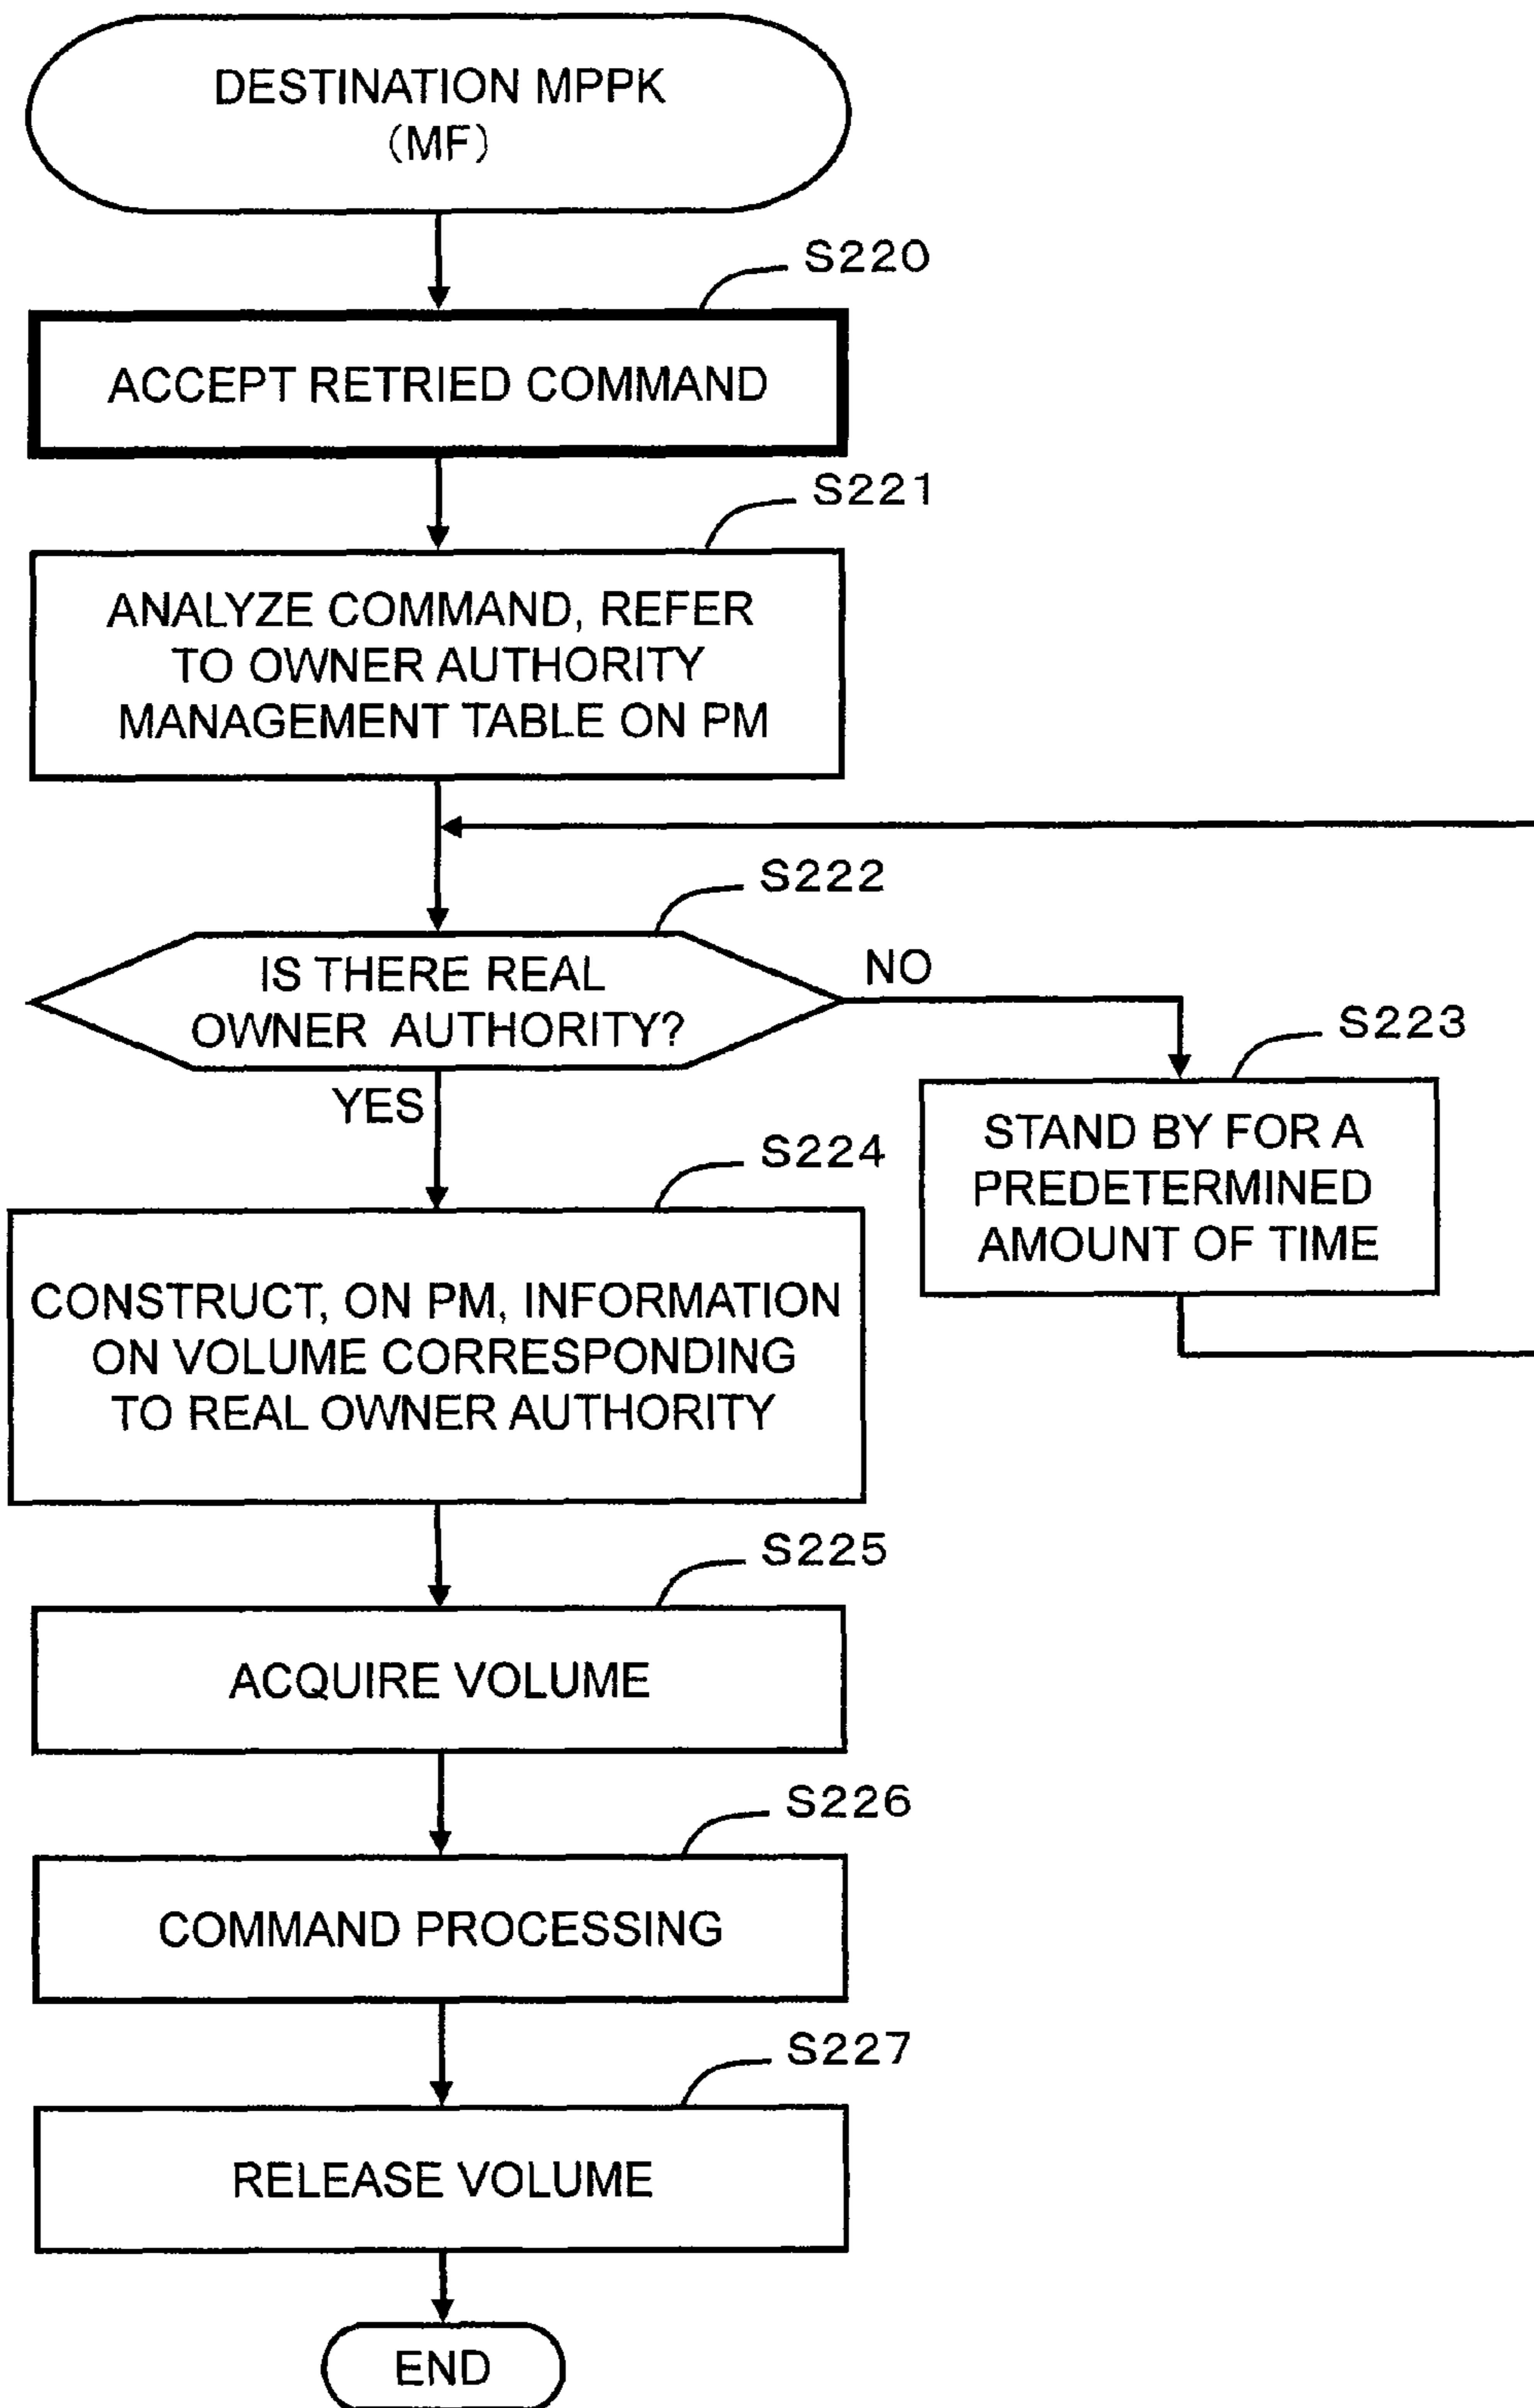 DESTINATION MPPK
(MF)
S220
ACCEPT RETRIED COMMAND
S221
ANALYZE COMMAND, REFER
TO OWNER AUTHORITY
MANAGEMENT TABLE ON PM
S222
IS THERE REAL
OWNER AUTHORITY?
NO
YES
S223
STAND BY FOR A
PREDETERMINED
AMOUNT OF TIME
S224
CONSTRUCT, ON PM, INFORMATION
ON VOLUME CORRESPONDING
TO REAL OWNER AUTHORITY
S225
ACQUIRE VOLUME
S226
COMMAND PROCESSING
S227
RELEASE VOLUME
END